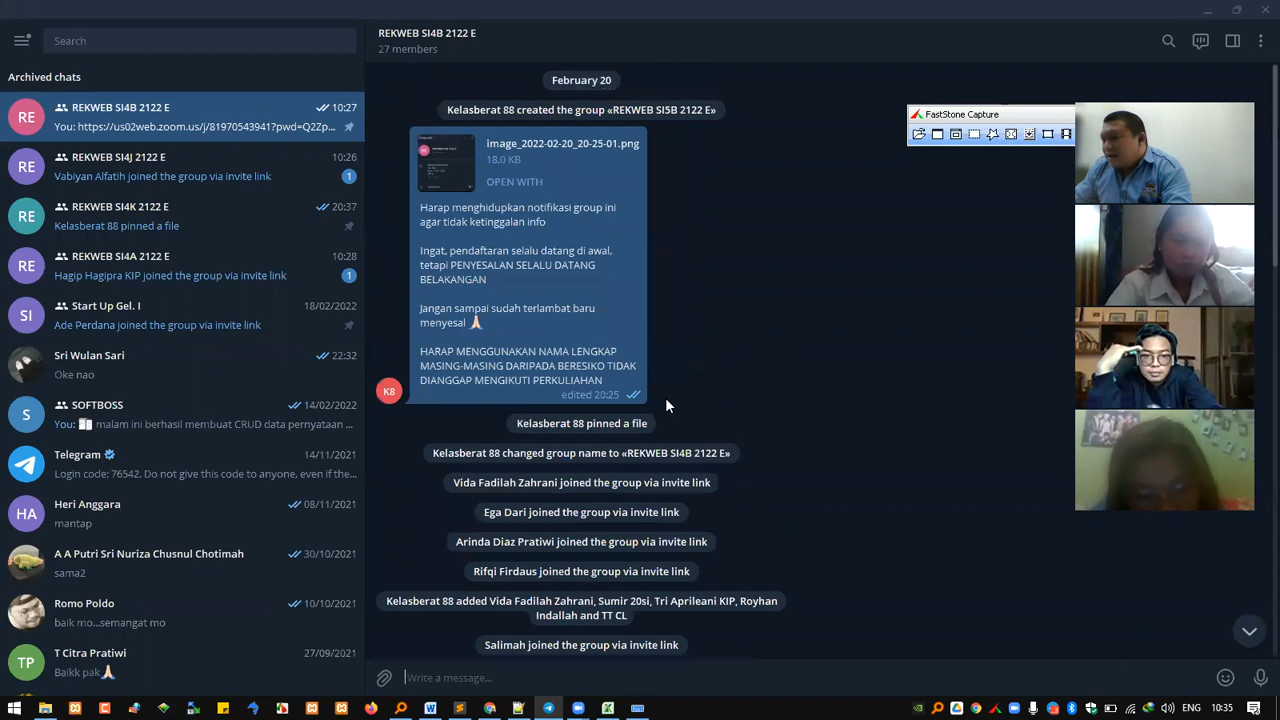 Search
Archived chats
RE
REKWEB SI4B 2122 E
10:27
You: https://us02web.zoom.us/j/81970543941?pwd=Q2Zp...
RE
REKWEB SI4J 2122 E
10:26
Vabiyan Alfatih joined the group via invite link
1
RE
REKWEB SI4K 2122 E
20:37
Kelasberat 88 pinned a file
RE
REKWEB SI4A 2122 E
10:28
Hagip Hagipra KIP joined the group via invite link
1
SI
Start Up Gel. I
18/02/2022
Ade Perdana joined the group via invite link
Sri Wulan Sari
22:32
Oke nao
S
SOFTBOSS
14/02/2022
You: malam ini berhasil membuat CRUD data pernyataan ...
Telegram
14/11/2021
Login code: 76542. Do not give this code to anyone, even if the...
HA
Heri Anggara
08/11/2021
mantap
A A Putri Sri Nuriza Chusnul Chotimah
30/10/2021
sama2
Romo Poldo
10/10/2021
baik mo...semangat mo
TP
T Citra Pratiwi
27/09/2021
Baikk pak🙏🏻
REKWEB SI4B 2122 E
27 members
February 20
Kelasberat 88 created the group «REKWEB SI5B 2122 E»
image_2022-02-20_20-25-01.png
18.0 KB
OPEN WITH
Harap menghidupkan notifikasi group ini
agar tidak ketinggalan info
Ingat, pendaftaran selalu datang di awal,
tetapi PENYESALAN SELALU DATANG
BELAKANGAN
Jangan sampai sudah terlambat baru
menyesal 🙏🏻
HARAP MENGGUNAKAN NAMA LENGKAP
MASING-MASING DARIPADA BERESIKO TIDAK
DIANGGAP MENGIKUTI PERKULIAHAN
edited 20:25
K8
Kelasberat 88 pinned a file
Kelasberat 88 changed group name to «REKWEB SI4B 2122 E»
Vida Fadilah Zahrani joined the group via invite link
Ega Dari joined the group via invite link
Arinda Diaz Pratiwi joined the group via invite link
Rifqi Firdaus joined the group via invite link
Kelasberat 88 added Vida Fadilah Zahrani, Sumir 20si, Tri Aprileani KIP, Royhan
Indallah and TT CL
Salimah joined the group via invite link
Write a message...
FastStone Capture
ENG
10:35